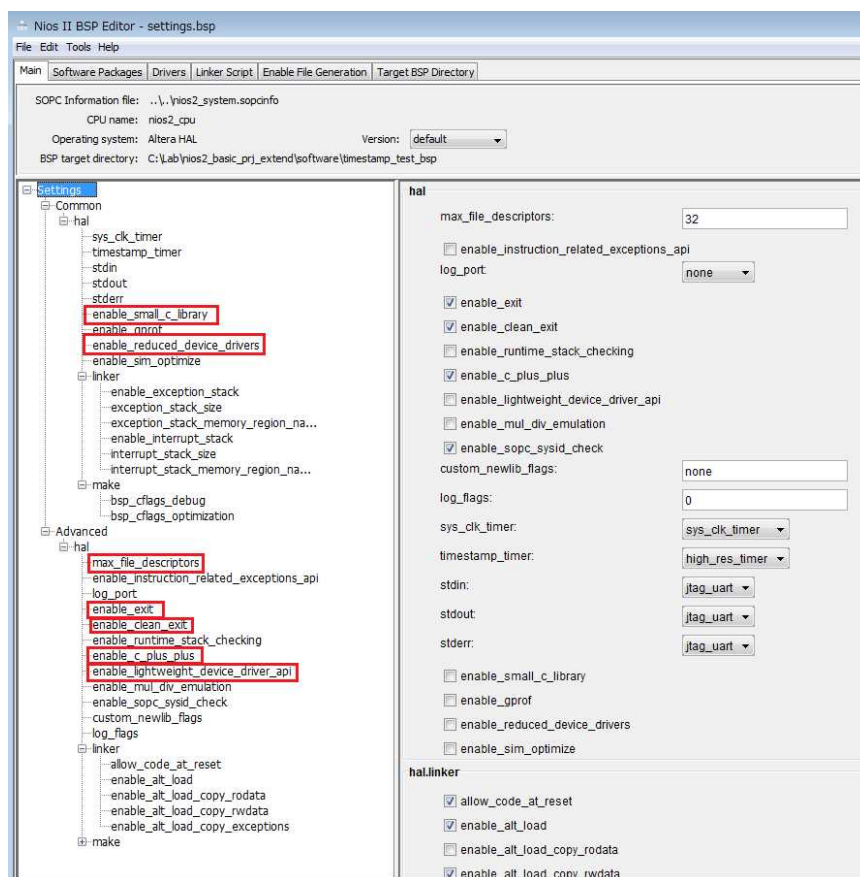 Nios II BSP Editor - settings.bsp
File Edit Tools Help
Main Software Packages Drivers Linker Script Enable File Generation Target BSP Directory
SOPC Information file: ..\..\nios2_system.sopcinfo
CPU name: nios2_cpu
Operating system: Altera HAL Version: default
BSP target directory: C:\Lab\nios2_basic_prj_extend\software\timestamp_test_bsp
Settings
Common
hal
sys_clk_timer
timestamp_timer
stdin
stdout
stderr
enable_small_c_library
enable_gprof
enable_reduced_device_drivers
enable_sim_optimize
linker
enable_exception_stack
exception_stack_size
exception_stack_memory_region_na...
enable_interrupt_stack
interrupt_stack_size
interrupt_stack_memory_region_na...
make
bsp_cflags_debug
bsp_cflags_optimization
Advanced
hal
max_file_descriptors
enable_instruction_related_exceptions_api
log_port
enable_exit
enable_clean_exit
enable_runtime_stack_checking
enable_c_plus_plus
enable_lightweight_device_driver_api
enable_mul_div_emulation
enable_sopc_sysid_check
custom_newlib_flags
log_flags
linker
allow_code_at_reset
enable_alt_load
enable_alt_load_copy_rodata
enable_alt_load_copy_rwdata
enable_alt_load_copy_exceptions
make
hal
max_file_descriptors: 32
enable_instruction_related_exceptions_api
log_port: none
enable_exit
enable_clean_exit
enable_runtime_stack_checking
enable_c_plus_plus
enable_lightweight_device_driver_api
enable_mul_div_emulation
enable_sopc_sysid_check
custom_newlib_flags: none
log_flags: 0
sys_clk_timer: sys_clk_timer
timestamp_timer: high_res_timer
stdin: jtag_uart
stdout: jtag_uart
stderr: jtag_uart
enable_small_c_library
enable_gprof
enable_reduced_device_drivers
enable_sim_optimize
hal.linker
allow_code_at_reset
enable_alt_load
enable_alt_load_copy_rodata
enable_alt_load_copy_rwdata